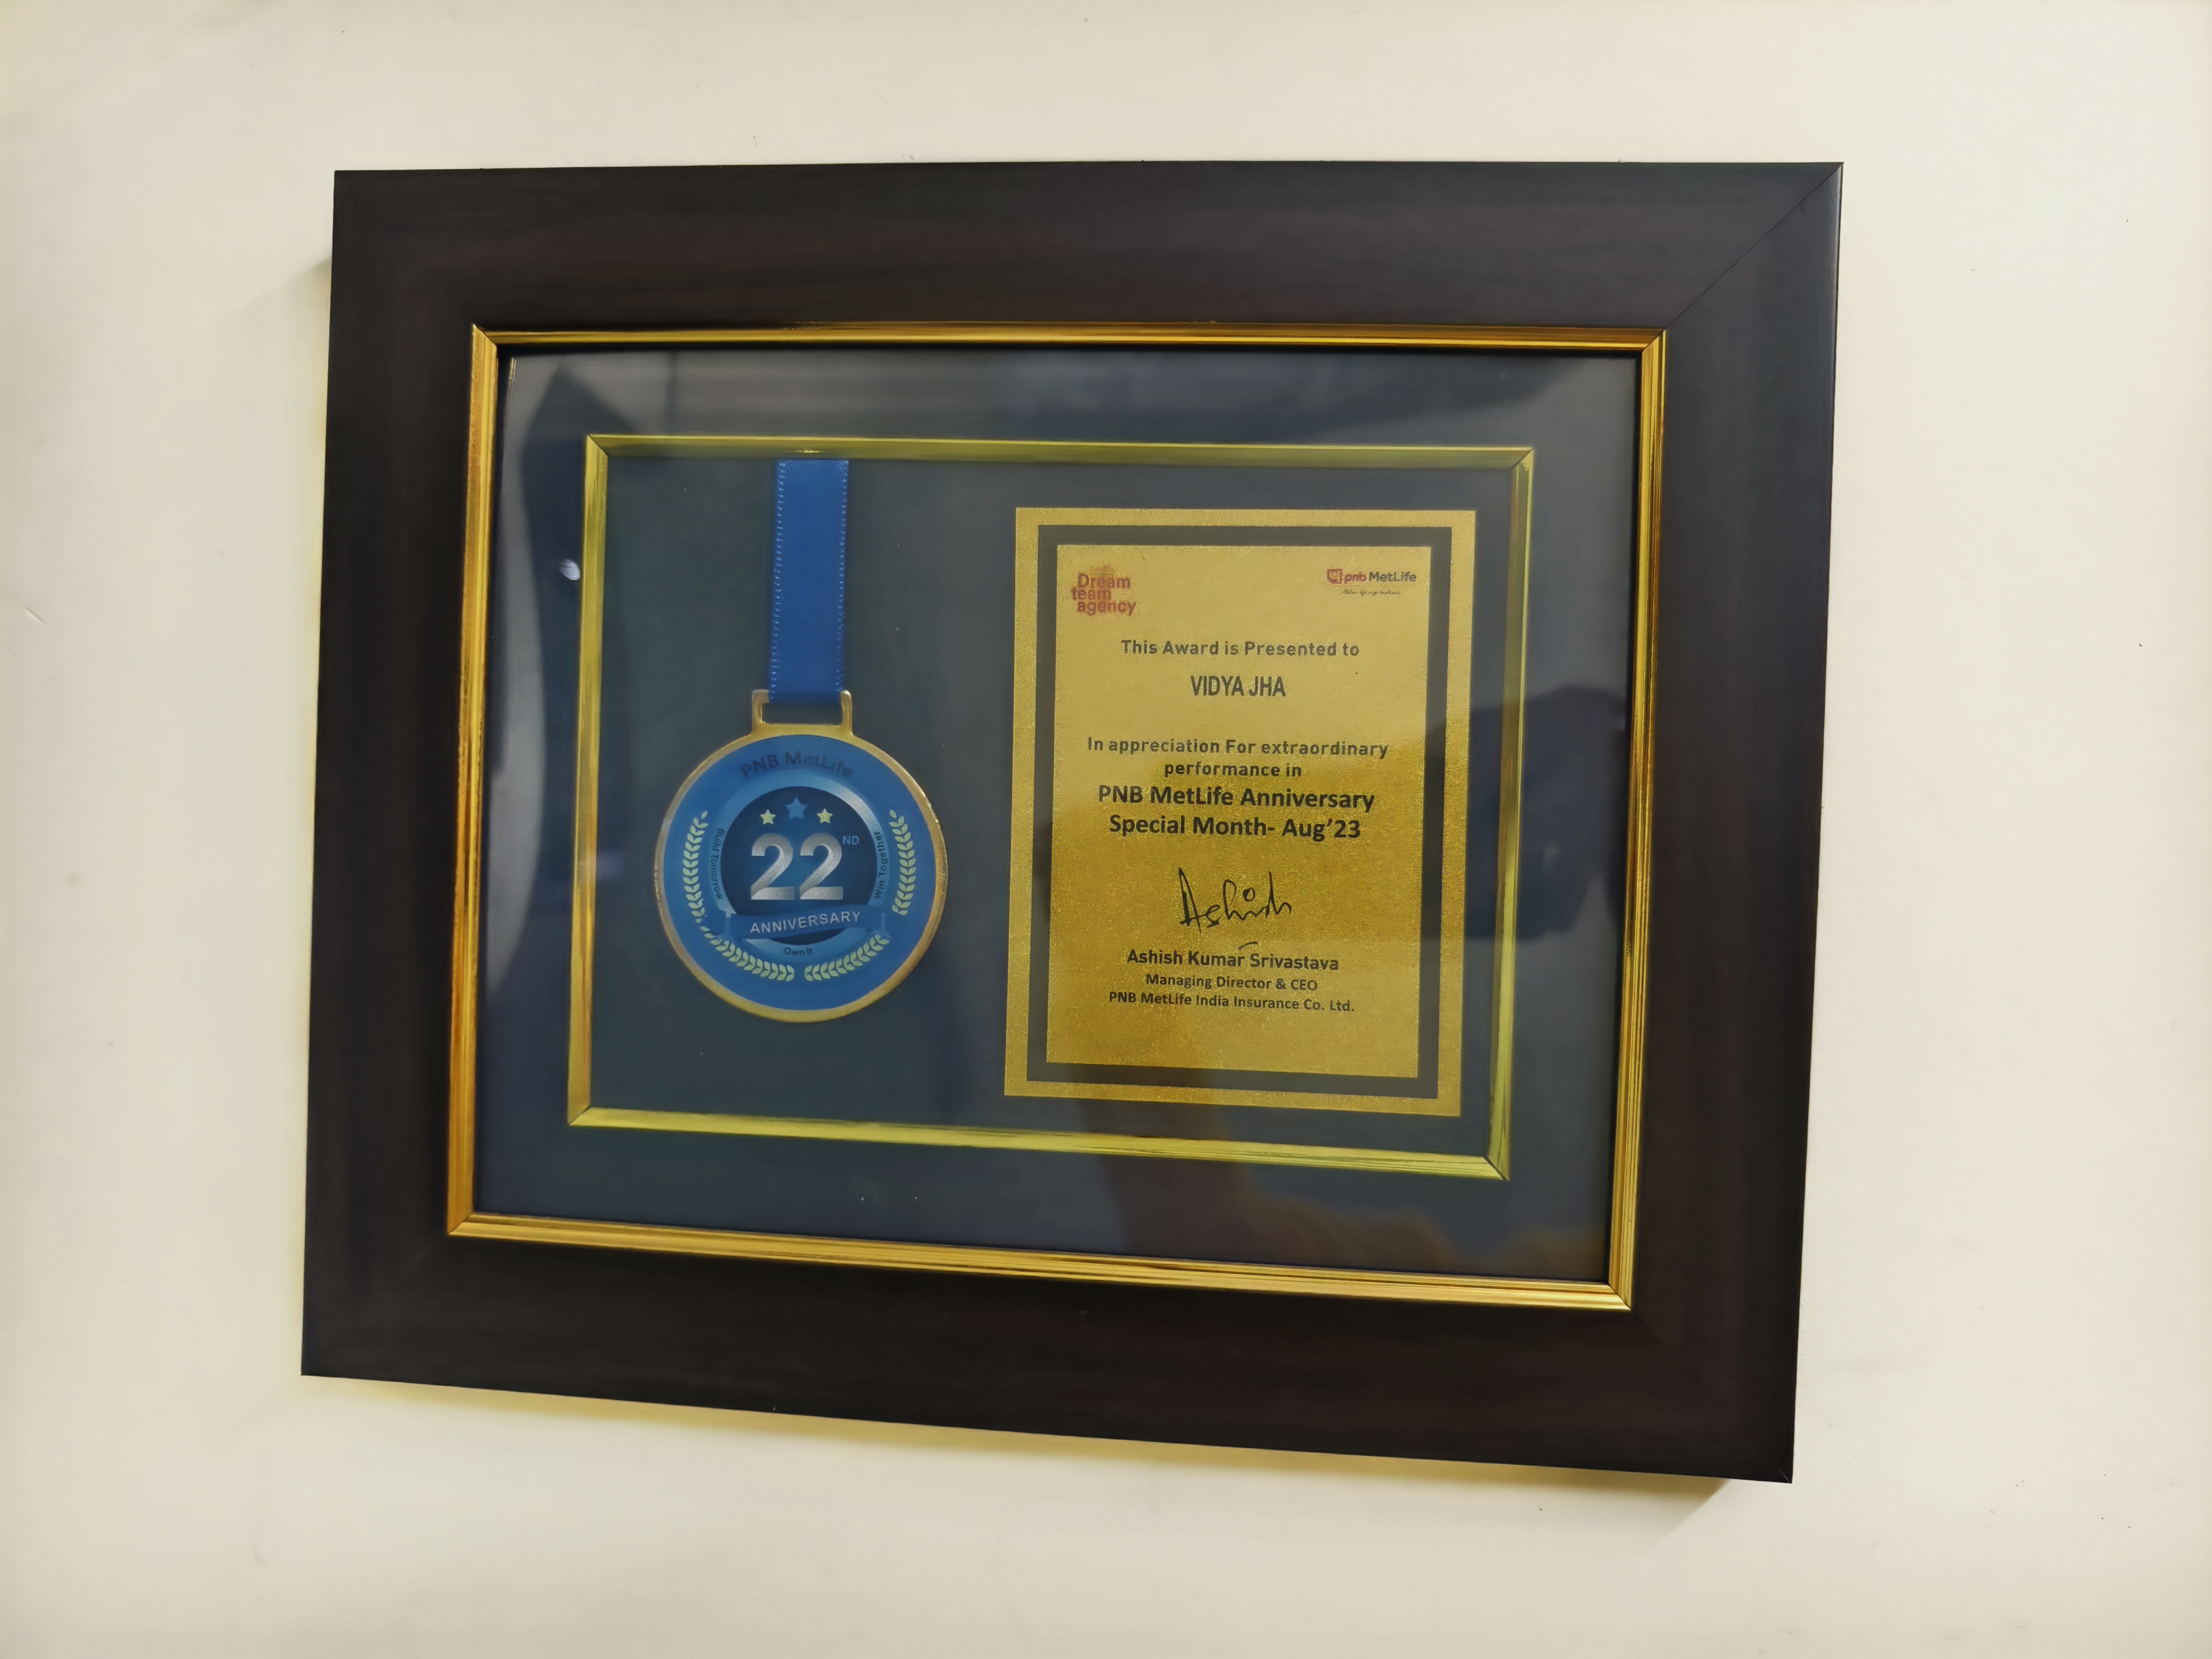 PNB MetLife
Build Tomorrow
Win Together
22ND
ANNIVERSARY
Own It
Dream
team
agency
pnb MetLife
This Award is Presented to
VIDYA JHA
In appreciation For extraordinary
performance in
PNB MetLife Anniversary
Special Month- Aug'23
Ashish
Ashish Kumar Srivastava
Managing Director & CEO
PNB MetLife India Insurance Co. Ltd.